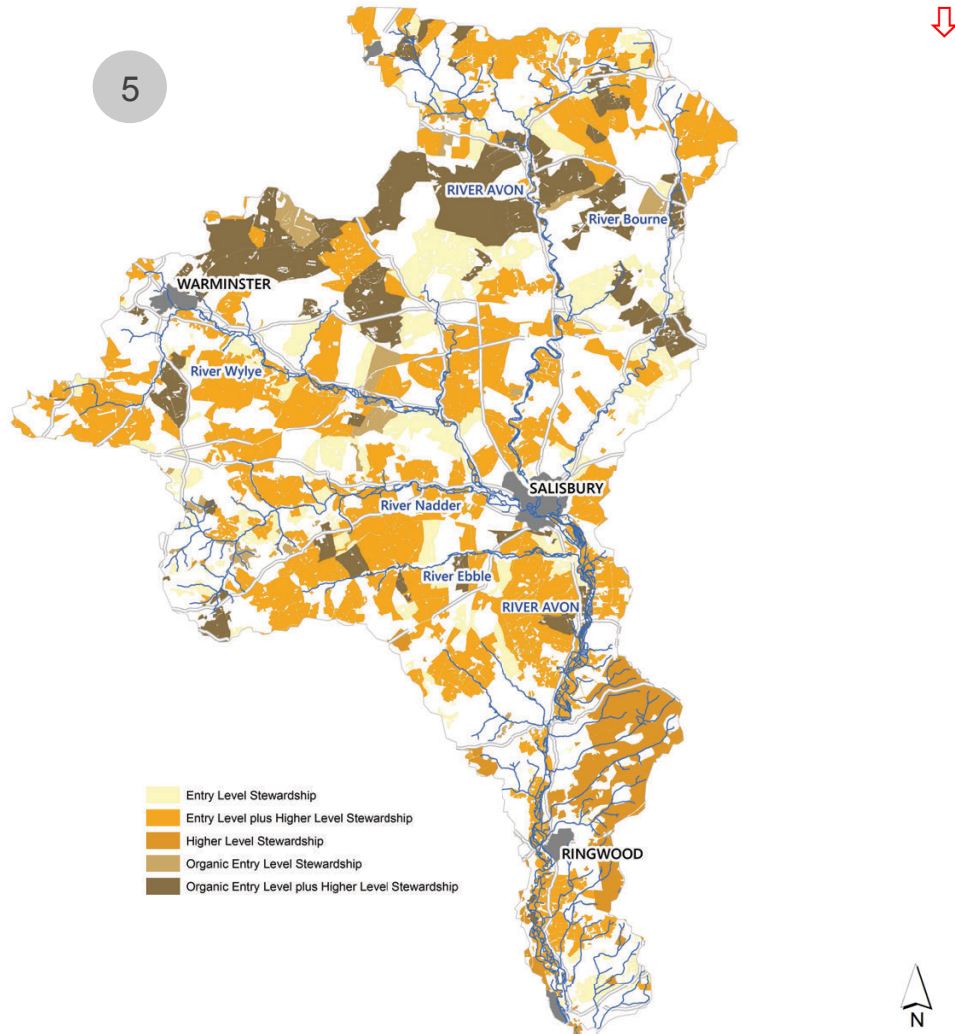 5
RIVER AVON
River Bourne
WARMINSTER
River Wylye
SALISBURY
River Nadder
River Ebble
RIVER AVON
Entry Level Stewardship
Entry Level plus Higher Level Stewardship
Higher Level Stewardship
Organic Entry Level Stewardship
Organic Entry Level plus Higher Level Stewardship
RINGWOOD
N